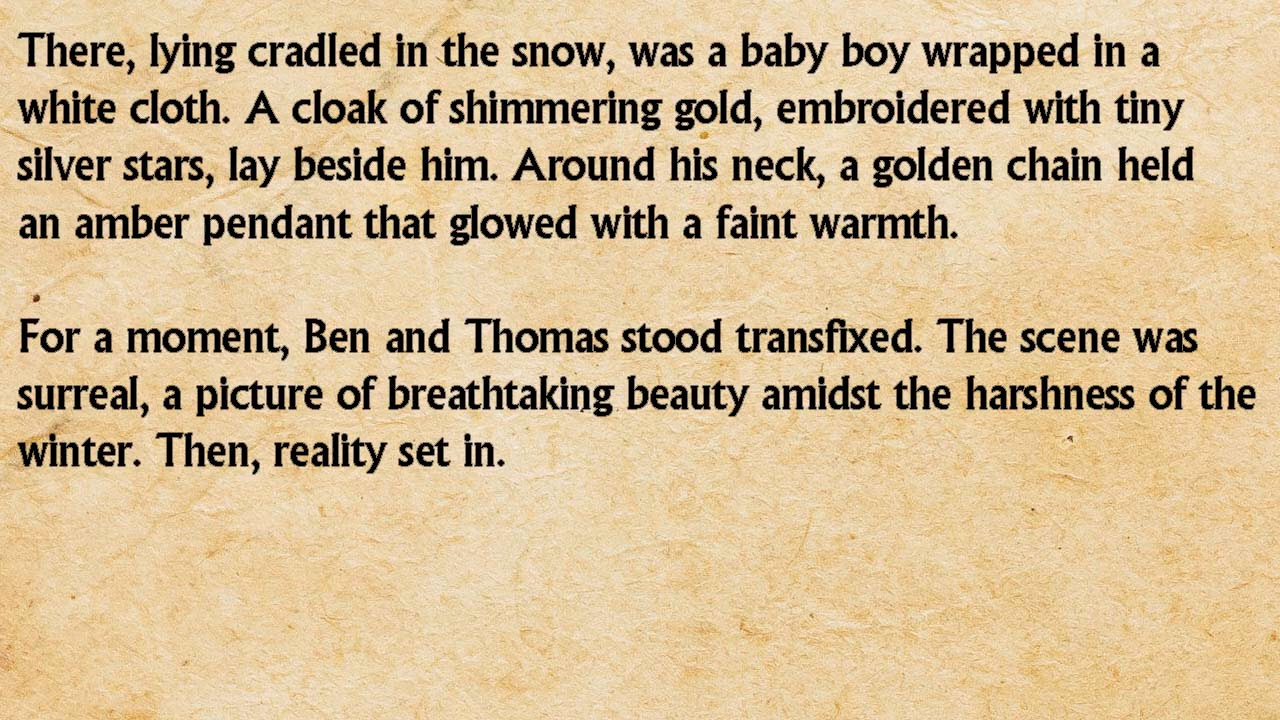 There, lying cradled in the snow, was a baby boy wrapped in a
white cloth. A cloak of shimmering gold, embroidered with tiny
silver stars, lay beside him. Around his neck, a golden chain held
an amber pendant that glowed with a faint warmth.
For a moment, Ben and Thomas stood transfixed. The scene was
surreal, a picture of breathtaking beauty amidst the harshness of the
winter. Then, reality set in.